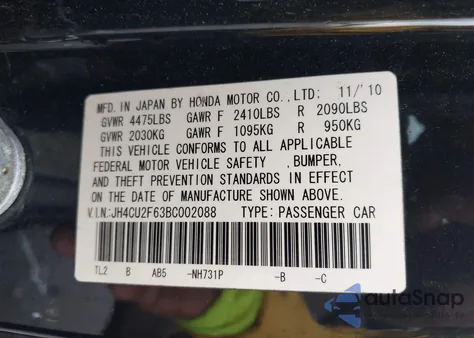 MFD. IN JAPAN BY HONDA MOTOR CO., LTD: 11/'10
GVWR 4475LBS GAWR F 2410LBS R 2090LBS
GVWR 2030KG GAWR F 1095KG R 950KG
THIS VEHICLE CONFORMS TO ALL APPLICABLE
FEDERAL MOTOR VEHICLE SAFETY , BUMPER,
AND THEFT PREVENTION STANDARDS IN EFFECT
ON THE DATE OF MANUFACTURE SHOWN ABOVE.
V.I.N.:JH4CU2F63BC002088 TYPE: PASSENGER CAR
TL2 B AB5 -NH731P -B -C
autoSnap